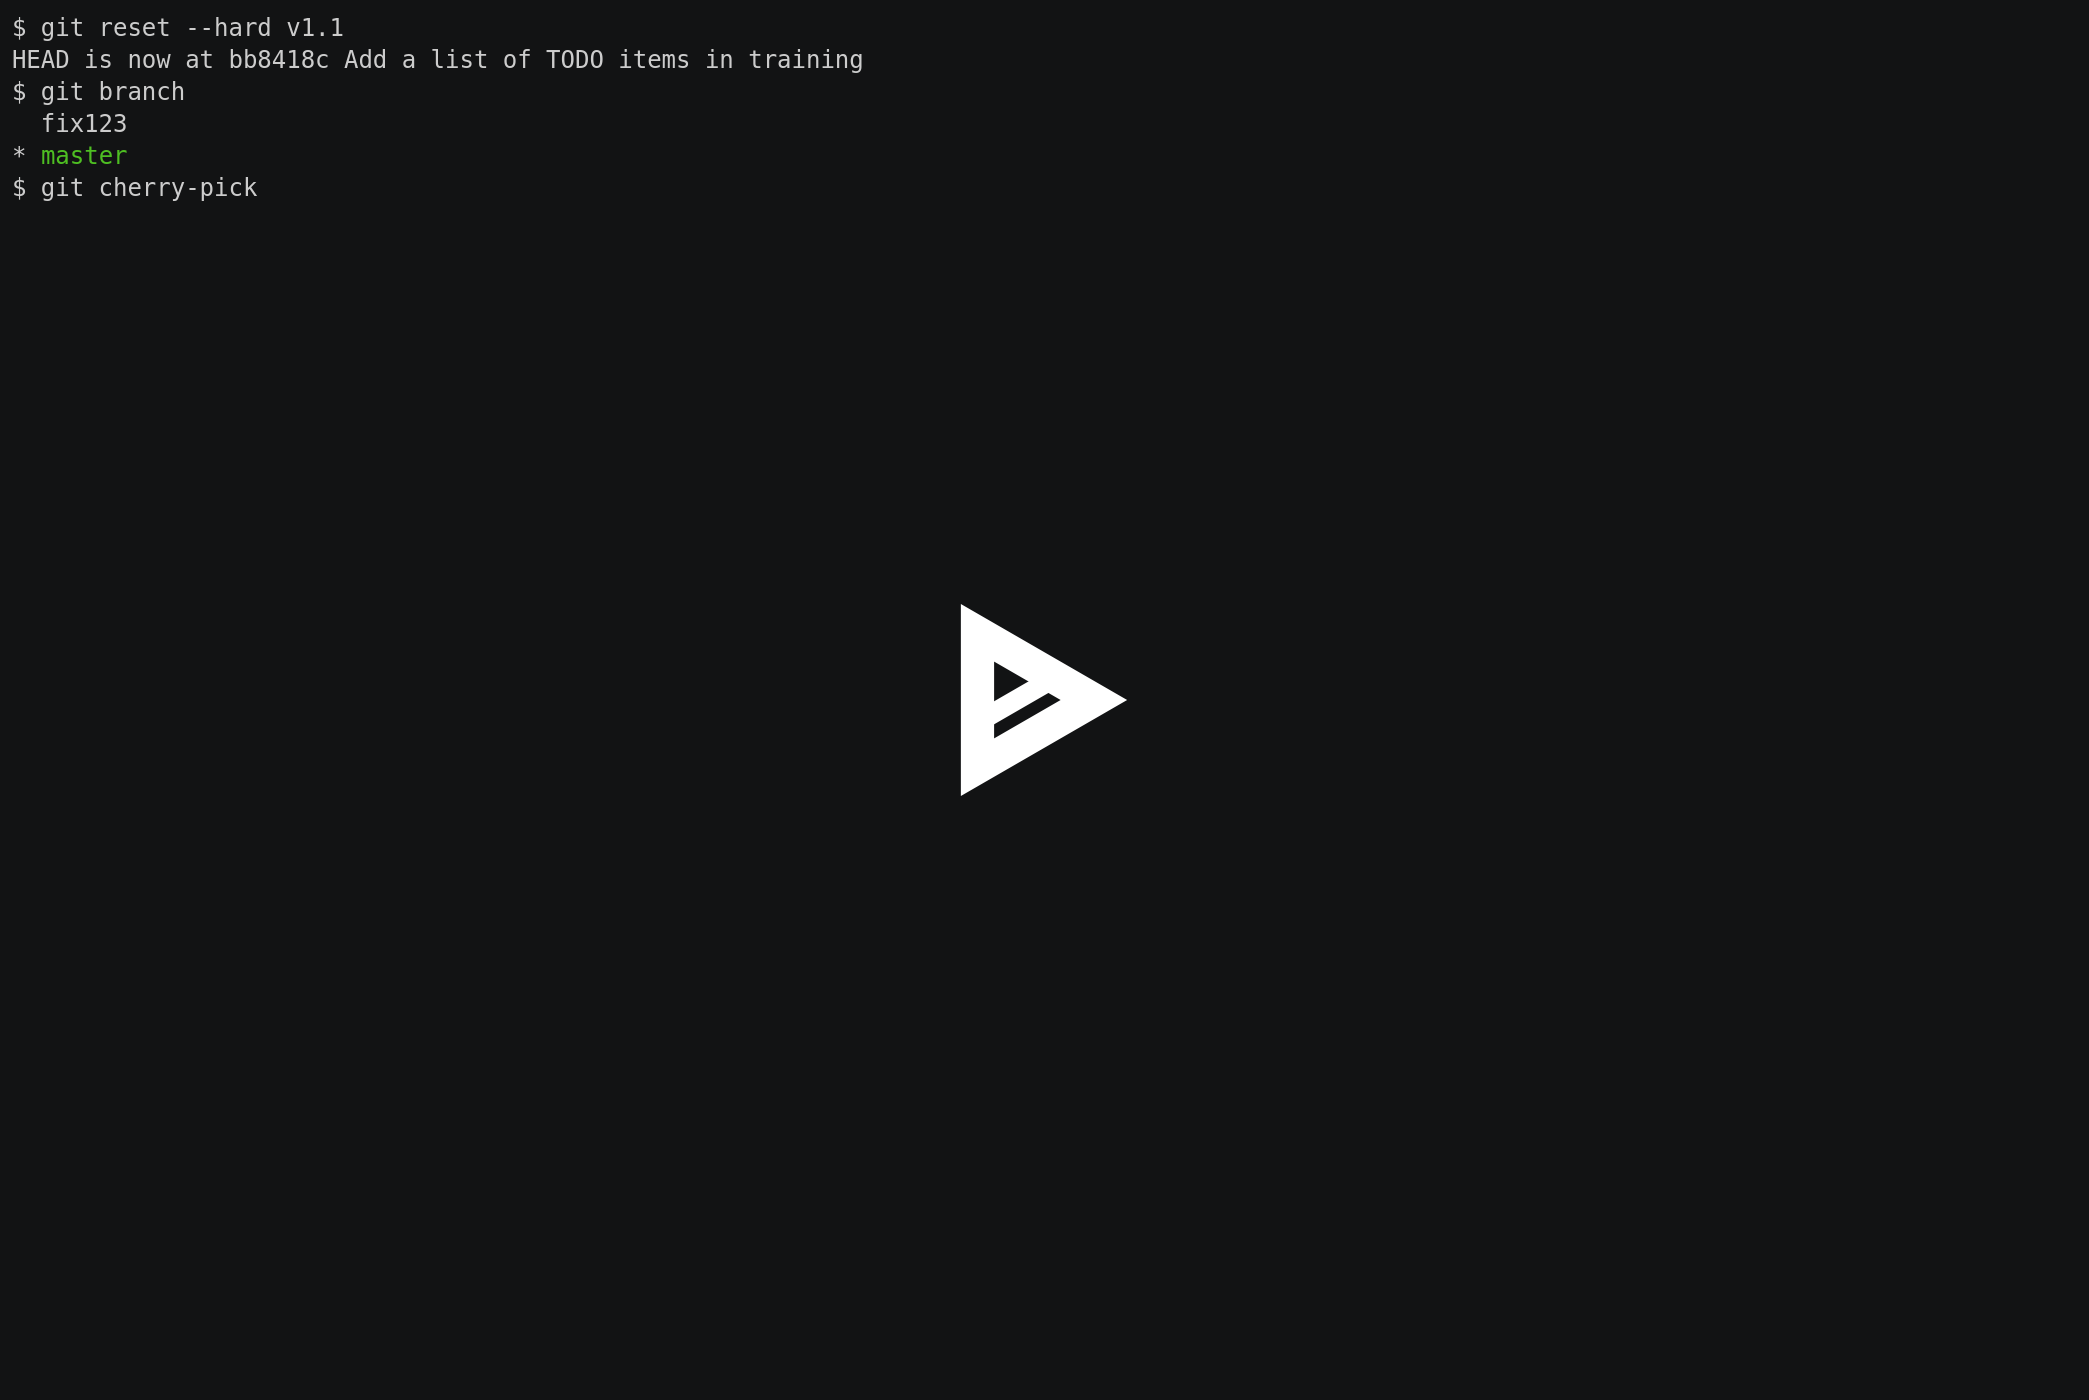 $ git reset --hard v1.1
HEAD is now at bb8418c Add a list of TODO items in training
$ git branch
  fix123
* master
$ git cherry-pick